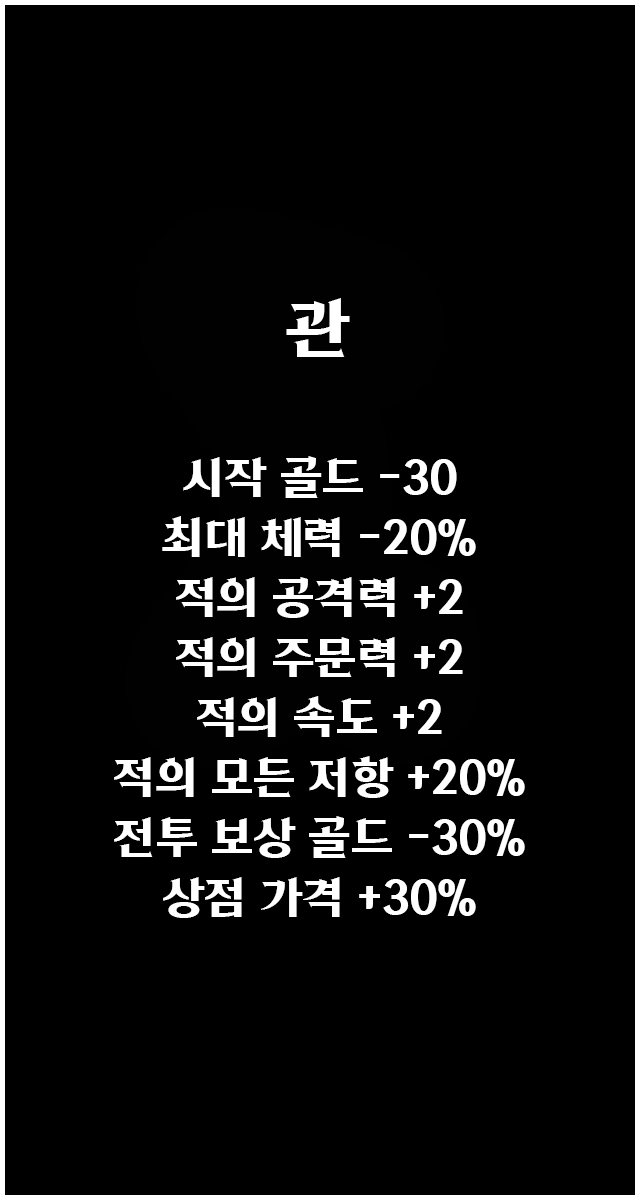 관
시작 골드 -30
최대 체력 -20%
적의 공격력 +2
적의 주문력 +2
적의 속도 +2
적의 모든 저항 +20%
전투 보상 골드 -30%
상점 가격 +30%